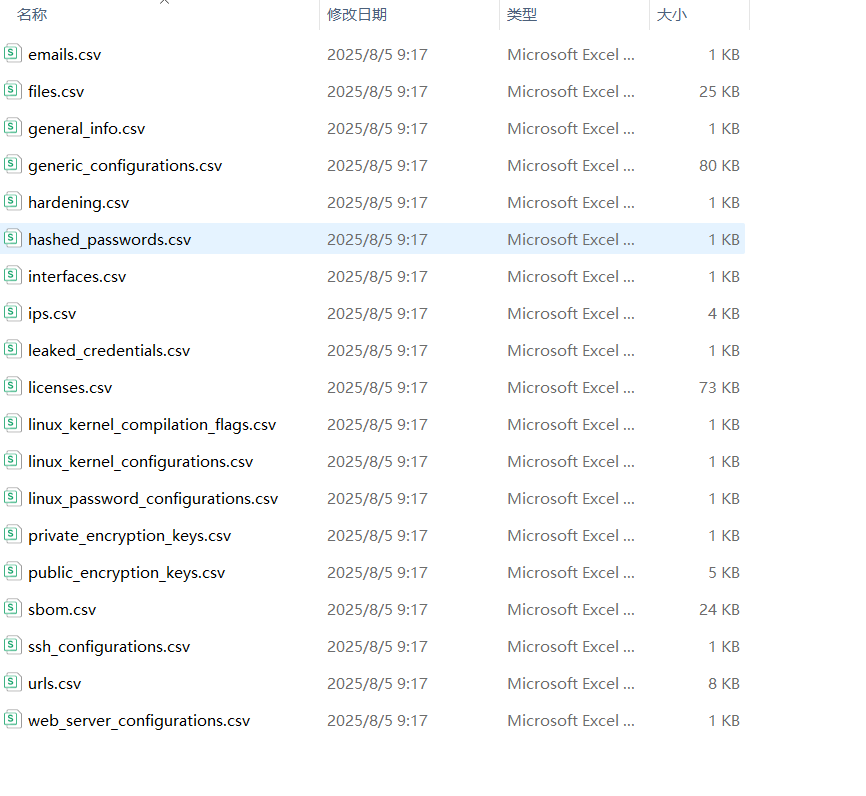 名称 修改日期 类型 大小
emails.csv 2025/8/5 9:17 Microsoft Excel ... 1 KB
files.csv 2025/8/5 9:17 Microsoft Excel ... 25 KB
general_info.csv 2025/8/5 9:17 Microsoft Excel ... 1 KB
generic_configurations.csv 2025/8/5 9:17 Microsoft Excel ... 80 KB
hardening.csv 2025/8/5 9:17 Microsoft Excel ... 1 KB
hashed_passwords.csv 2025/8/5 9:17 Microsoft Excel ... 1 KB
interfaces.csv 2025/8/5 9:17 Microsoft Excel ... 1 KB
ips.csv 2025/8/5 9:17 Microsoft Excel ... 4 KB
leaked_credentials.csv 2025/8/5 9:17 Microsoft Excel ... 1 KB
licenses.csv 2025/8/5 9:17 Microsoft Excel ... 73 KB
linux_kernel_compilation_flags.csv 2025/8/5 9:17 Microsoft Excel ... 1 KB
linux_kernel_configurations.csv 2025/8/5 9:17 Microsoft Excel ... 1 KB
linux_password_configurations.csv 2025/8/5 9:17 Microsoft Excel ... 1 KB
private_encryption_keys.csv 2025/8/5 9:17 Microsoft Excel ... 1 KB
public_encryption_keys.csv 2025/8/5 9:17 Microsoft Excel ... 5 KB
sbom.csv 2025/8/5 9:17 Microsoft Excel ... 24 KB
ssh_configurations.csv 2025/8/5 9:17 Microsoft Excel ... 1 KB
urls.csv 2025/8/5 9:17 Microsoft Excel ... 8 KB
web_server_configurations.csv 2025/8/5 9:17 Microsoft Excel ... 1 KB